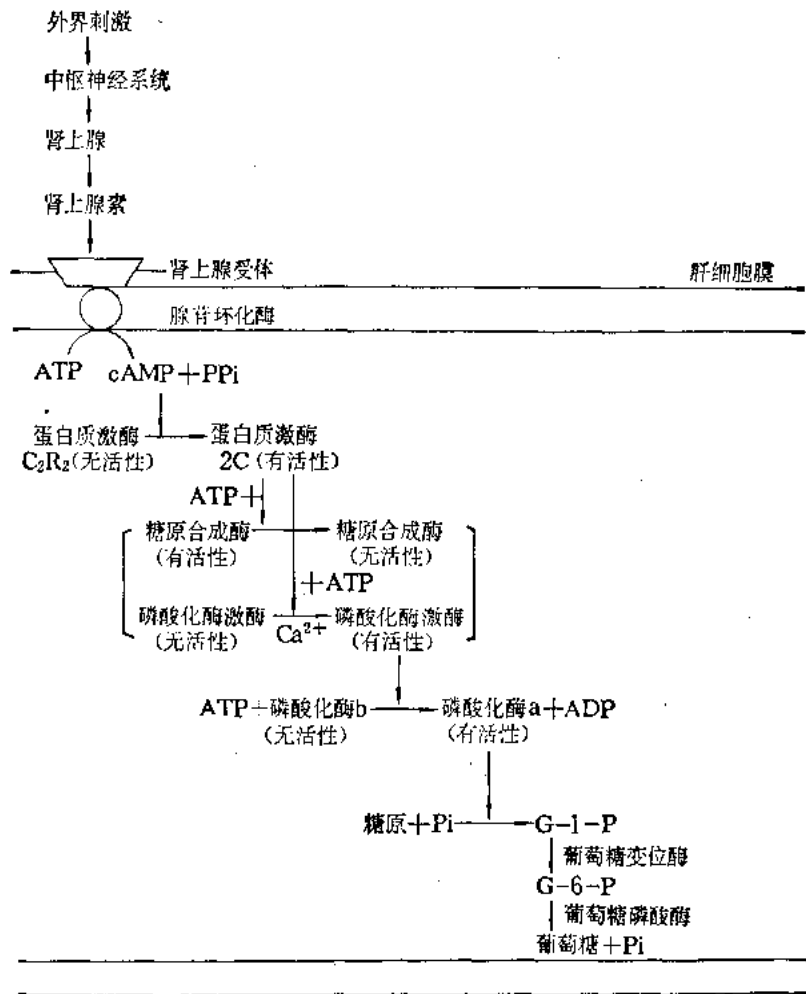 外界刺激
中枢神经系统
肾上腺
肾上腺素
肾上腺受体 肝细胞膜
腺苷环化酶
ATP cAMP+PPi
蛋白质激酶 蛋白质激酶
C₂R₂(无活性) 2C(有活性)
ATP+
糖原合成酶 糖原合成酶
(有活性) (无活性)
+ATP
磷酸化酶激酶 磷酸化酶激酶
(无活性) Ca²⁺ (有活性)
ATP+磷酸化酶b 磷酸化酶a+ADP
(无活性) (有活性)
糖原+Pi G-1-P
葡萄糖变位酶
G-6-P
葡萄糖磷酸酶
葡萄糖+Pi